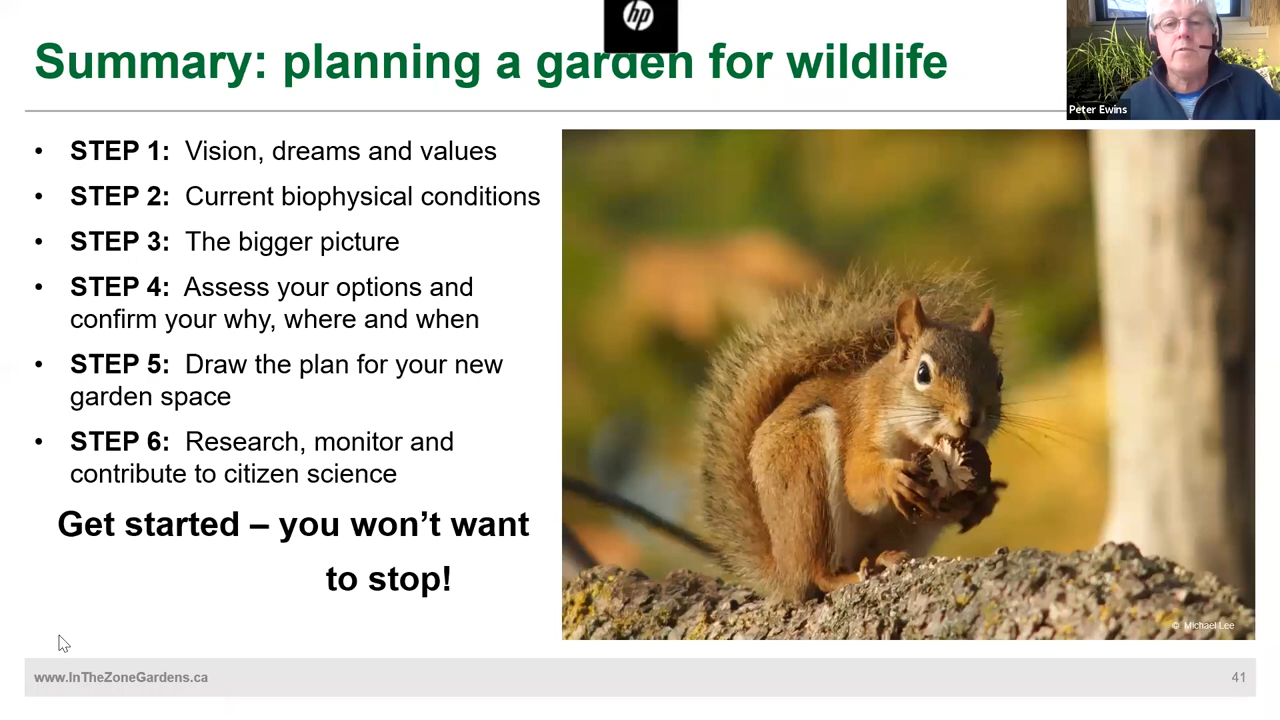 hp
Summary: planning a garden for wildlife
Peter Ewins
• STEP 1: Vision, dreams and values
• STEP 2: Current biophysical conditions
• STEP 3: The bigger picture
• STEP 4: Assess your options and
confirm your why, where and when
• STEP 5: Draw the plan for your new
garden space
• STEP 6: Research, monitor and
contribute to citizen science
Get started – you won’t want
to stop!
© Michael Lee
www.InTheZoneGardens.ca
41